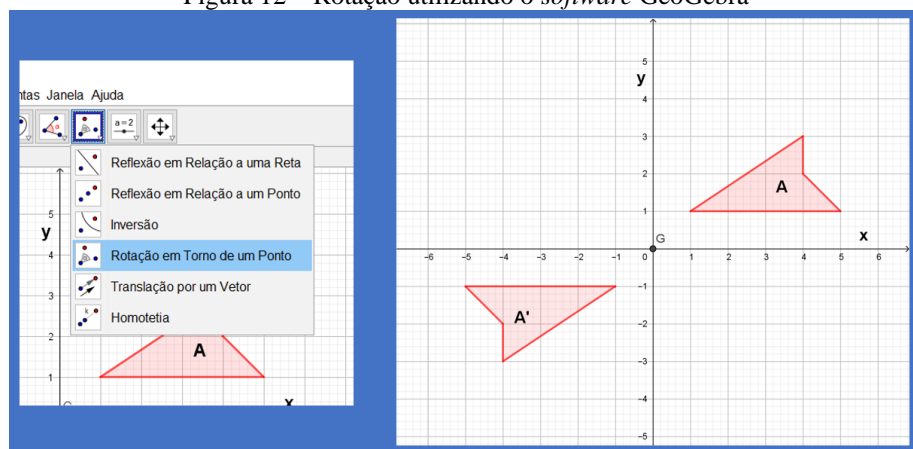 Figura 12 – Rotação utilizando o software GeoGebra
Janela Ajuda
a=2
Reflexão em Relação a uma Reta
Reflexão em Relação a um Ponto
Inversão
Rotação em Torno de um Ponto
Translação por um Vetor
Homotetia
5
y
4
3
2
1
A
x
5
y
4
3
2
1
A
G
x
-6 -5 -4 -3 -2 -1 0 1 2 3 4 5 6
-1
A'
-2
-3
-4
-5